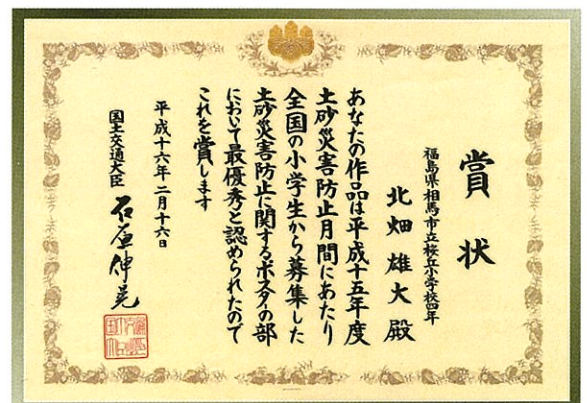 賞状
福島県相馬市立桜丘小学校四年
北畑雄大殿
あなたの作品は平成十五年度
土砂災害防止月間にあたり
全国の小学生から募集した
土砂災害防止に関するポスターの部
において最優秀と認められたので
これを賞します
平成十六年二月十六日
国土交通大臣 石原伸晃